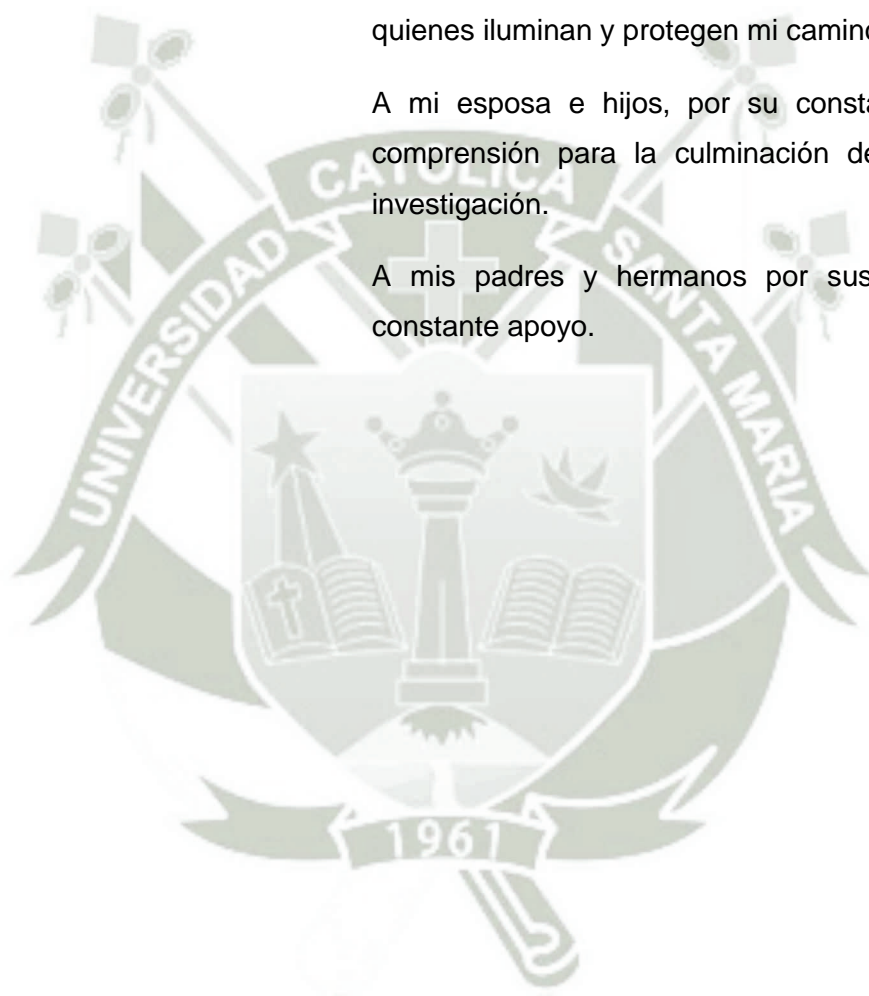 quienes iluminan y protegen mi camino
A mi esposa e hijos, por su
comprensión para la culminación
investigación.
A mis padres y hermanos por sus
constante apoyo.
UNIVERSIDAD CATOLICA SANTA MARIA
1961